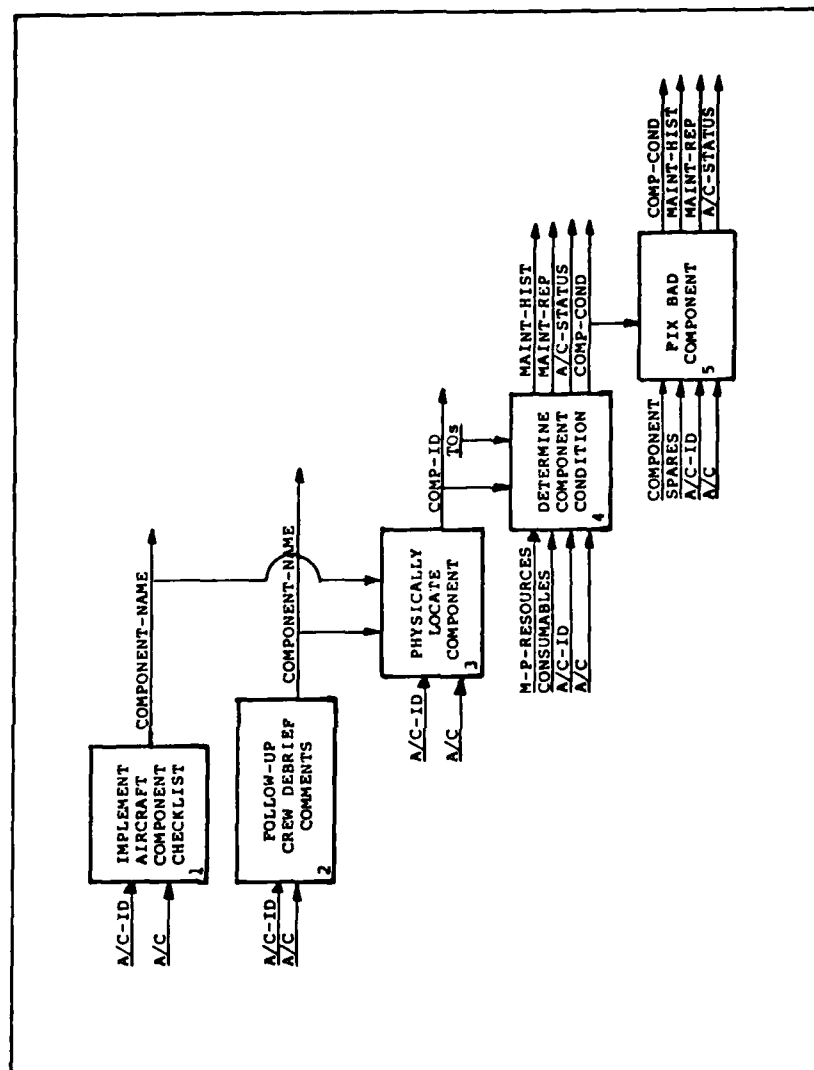 A/C-ID
A/C
IMPLEMENT
AIRCRAFT
COMPONENT
CHECKLIST
1
COMPONENT-NAME
A/C-ID
A/C
FOLLOW-UP
CREW DEBRIEF
COMMENTS
2
COMPONENT-NAME
A/C-ID
A/C
PHYSICALLY
LOCATE
COMPONENT
3
COMP-ID
TOs
M-P-RESOURCES
CONSUMABLES
A/C-ID
A/C
DETERMINE
COMPONENT
CONDITION
4
MAINT-HIST
MAINT-REP
A/C-STATUS
COMP-COND
COMPONENT
SPARES
A/C-ID
A/C
FIX BAD
COMPONENT
5
COMP-COND
MAINT-HIST
MAINT-REP
A/C-STATUS